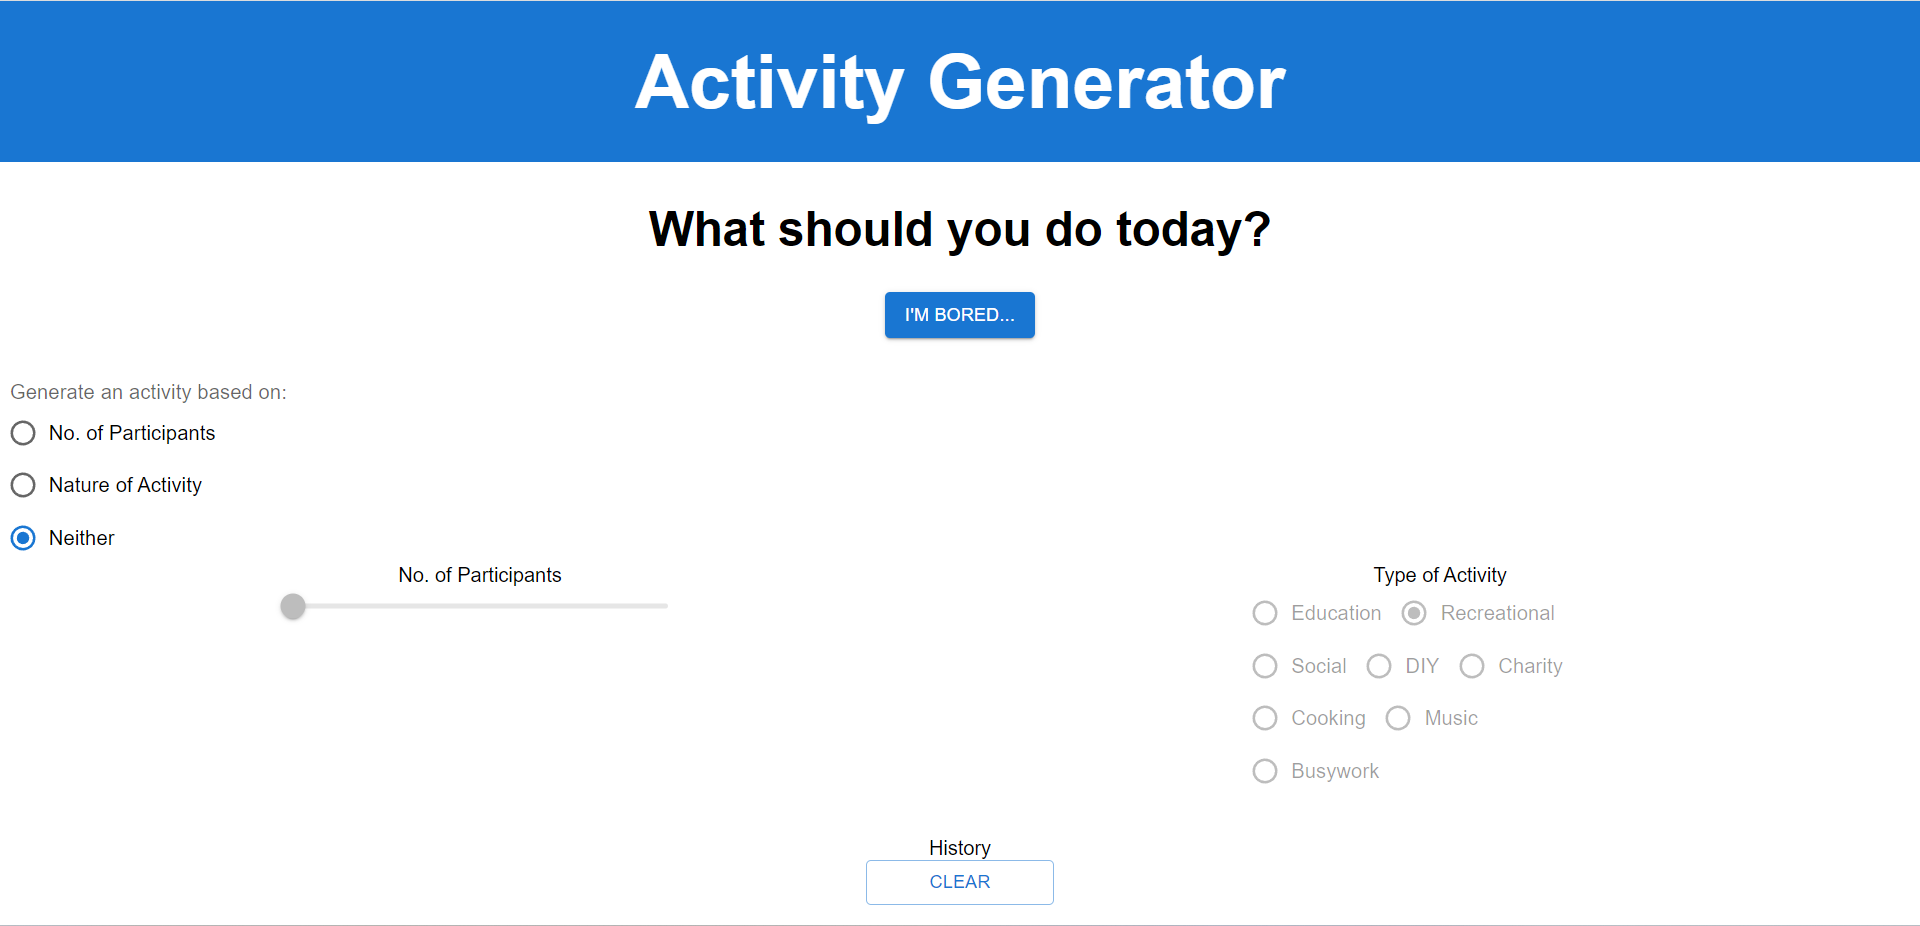 Activity Generator
What should you do today?
I'M BORED...
Generate an activity based on:
No. of Participants
Nature of Activity
Neither
No. of Participants
Type of Activity
Education Recreational
Social DIY Charity
Cooking Music
Busywork
History
CLEAR